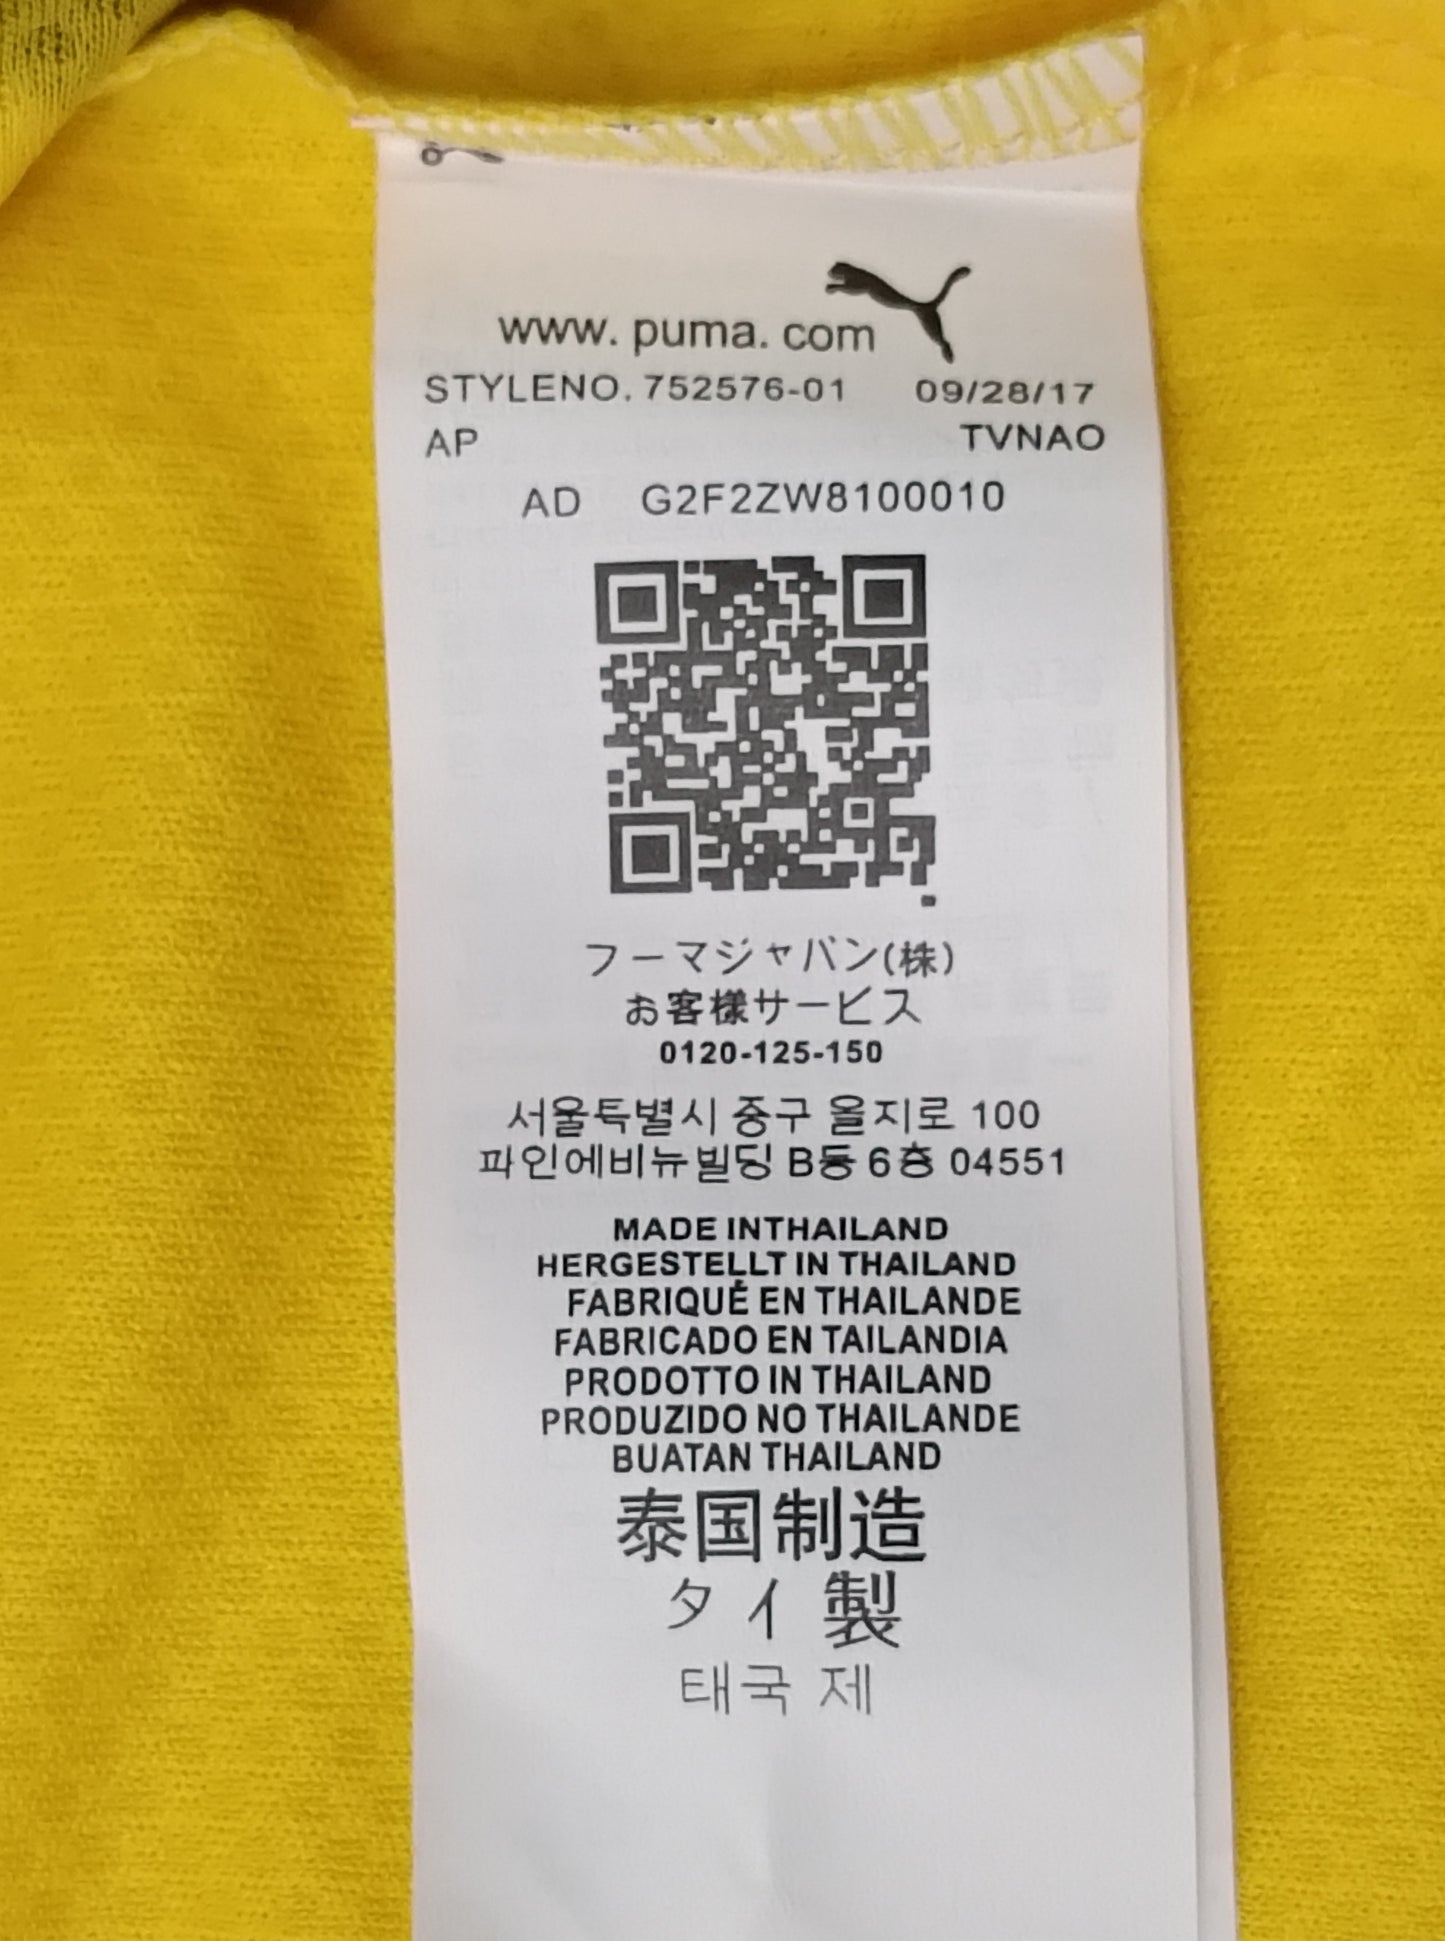 www. puma. com
STYLENO. 752576-01 09/28/17
AP TVNAO
AD G2F2ZW8100010
フーマジャバン(株)
お客様サービス
0120-125-150
서울특별시 중구 올지로 100
파인에비뉴빌딩 B동 6층 04551
MADE INTHAILAND
HERGESTELLT IN THAILAND
FABRIQUÉ EN THAILANDE
FABRICADO EN TAILANDIA
PRODOTTO IN THAILAND
PRODUZIDO NO THAILANDE
BUATAN THAILAND
泰国制造
タイ 製
태국 제